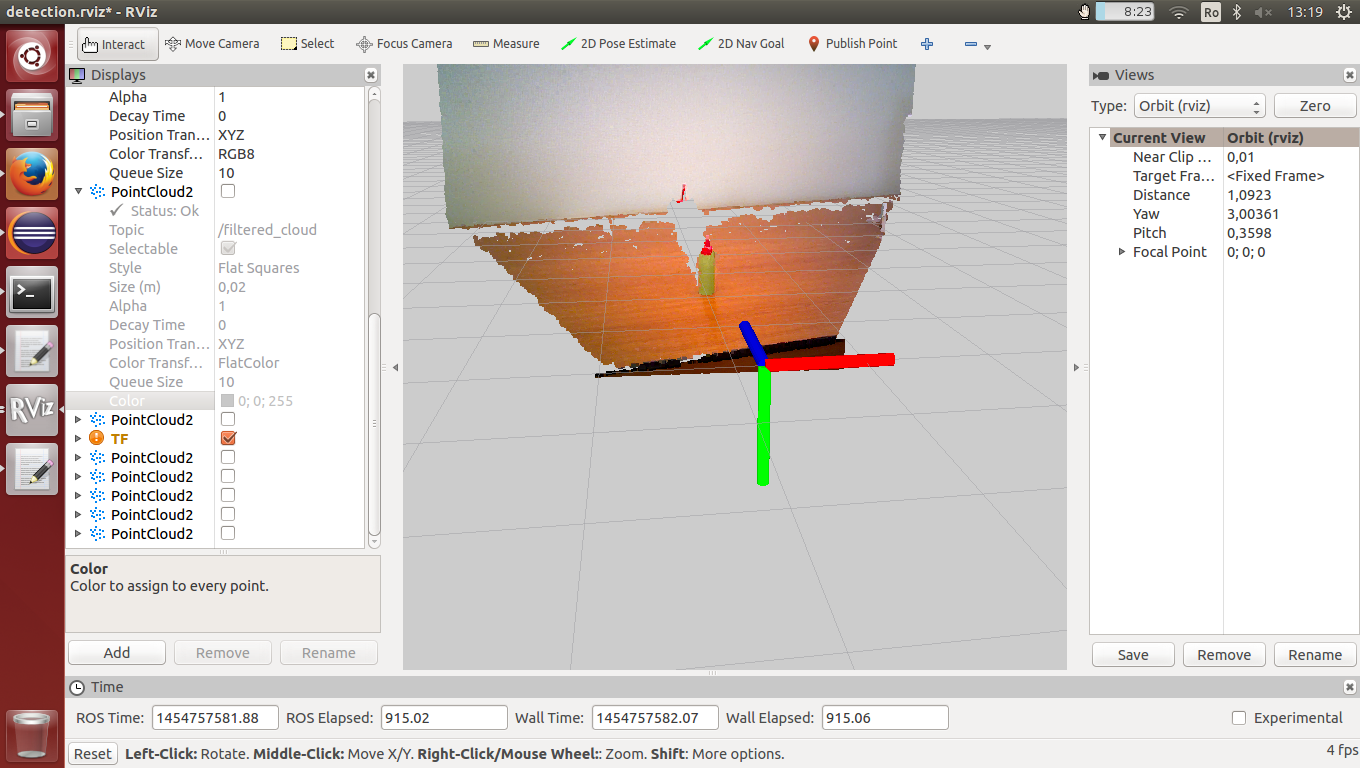 detection.rviz* - RViz
8:23
Ro
13:19
Interact
Move Camera
Select
Focus Camera
Measure
2D Pose Estimate
2D Nav Goal
Publish Point
Displays
Alpha 1
Decay Time 0
Position Tran... XYZ
Color Transf... RGB8
Queue Size 10
PointCloud2
Status: Ok
Topic /filtered_cloud
Selectable
Style Flat Squares
Size (m) 0,02
Alpha 1
Decay Time 0
Position Tran... XYZ
Color Transf... FlatColor
Queue Size 10
Color 0; 0; 255
PointCloud2
TF
PointCloud2
PointCloud2
PointCloud2
PointCloud2
PointCloud2
Color
Color to assign to every point.
Add
Remove
Rename
RViz
Views
Type: Orbit (rviz) Zero
Current View Orbit (rviz)
Near Clip ... 0,01
Target Fra... <Fixed Frame>
Distance 1,0923
Yaw 3,00361
Pitch 0,3598
Focal Point 0; 0; 0
Save
Remove
Rename
Time
ROS Time: 1454757581.88 ROS Elapsed: 915.02 Wall Time: 1454757582.07 Wall Elapsed: 915.06 Experimental
Reset Left-Click: Rotate. Middle-Click: Move X/Y. Right-Click/Mouse Wheel:: Zoom. Shift: More options. 4 fps